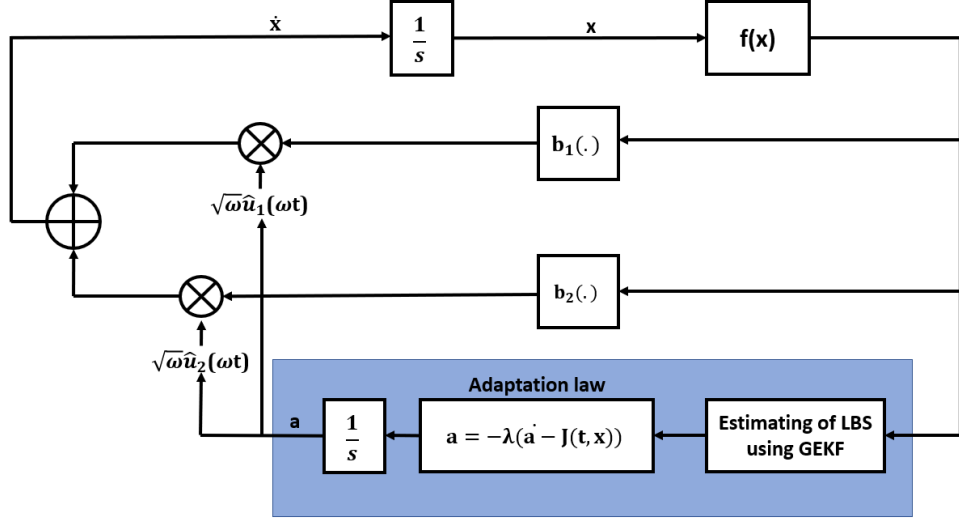 ẋ
1/s
x
f(x)
b₁(.)
√ω û₁(ωt)
b₂(.)
√ω û₂(ωt)
Adaptation law
a
1/s
a = −λ(ȧ − J(t, x))
Estimating of LBS
using GEKF